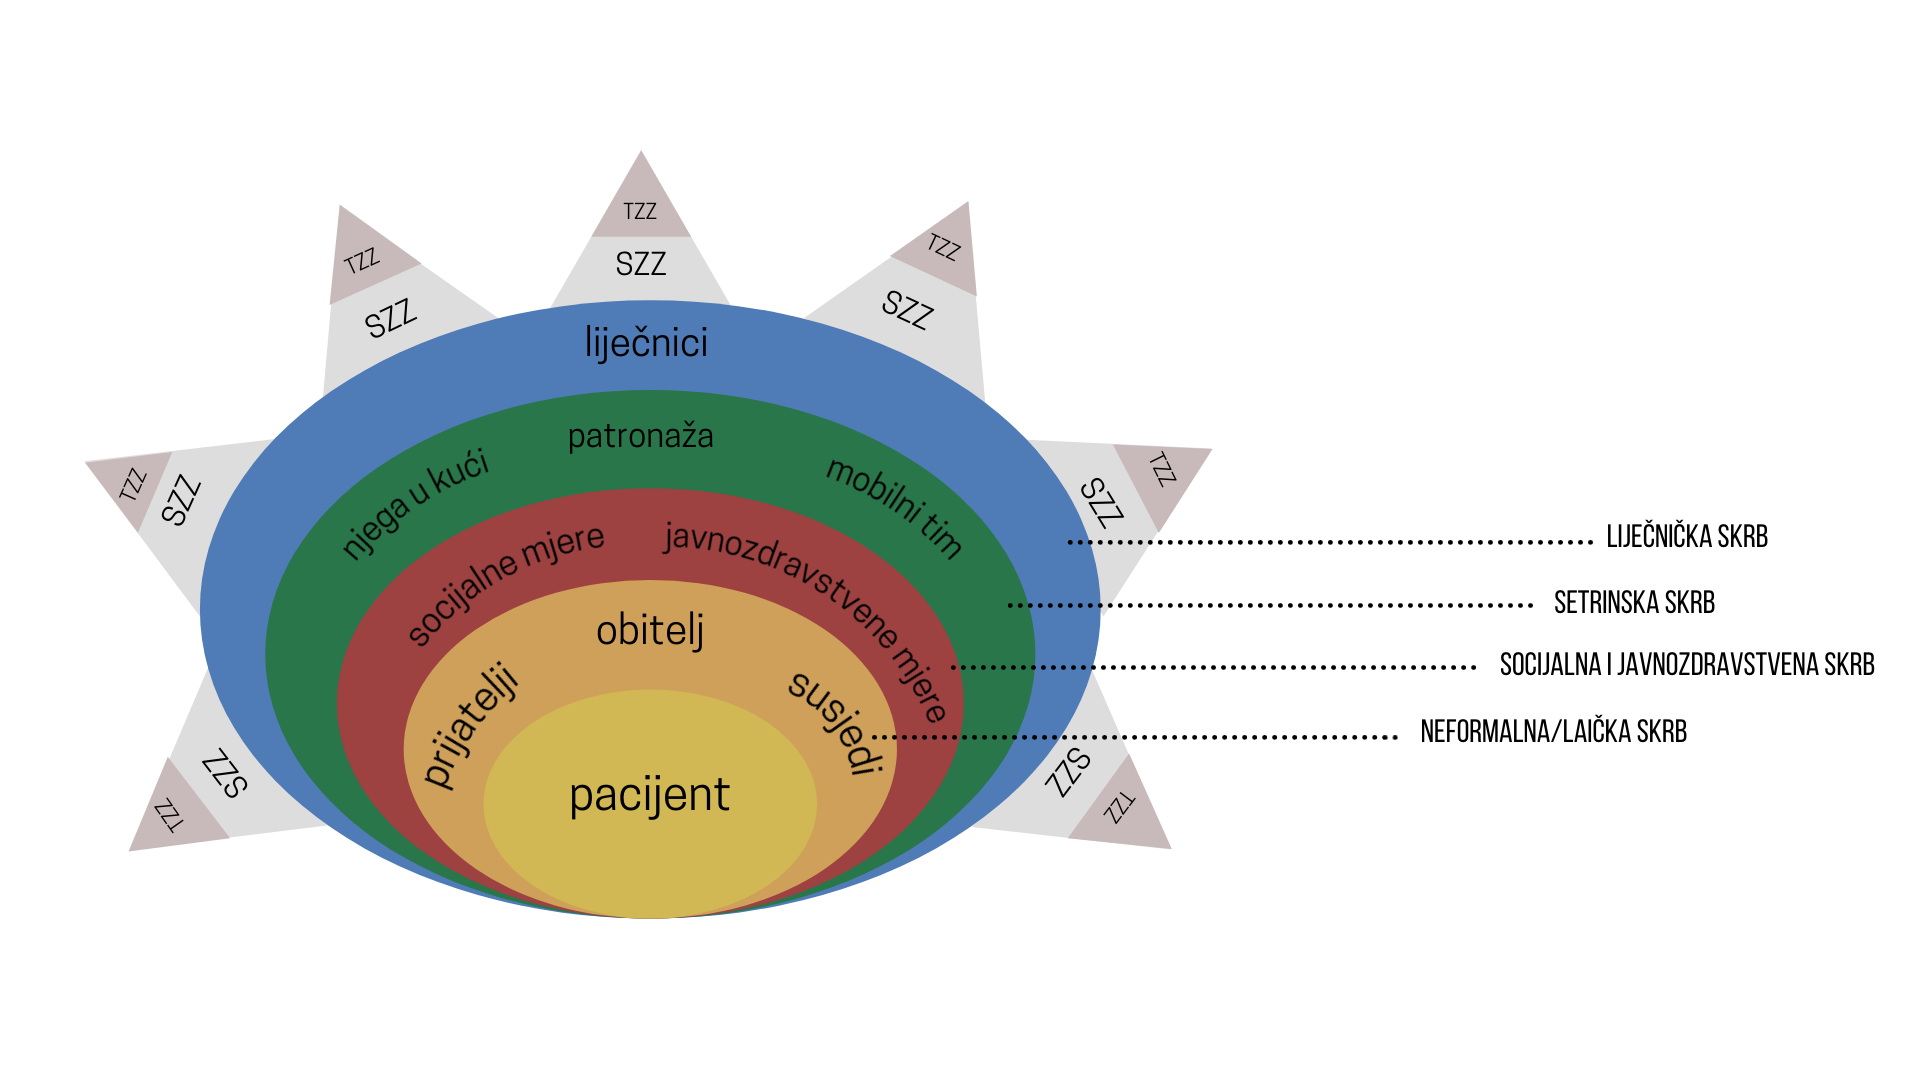 TZZ
SZZ
TZZ
SZZ
TZZ
SZZ
TZZ
SZZ
TZZ
SZZ
TZZ
SZZ
TZZ
SZZ
liječnici
njega u kući
patronaža
mobilni tim
socijalne mjere
javnozdravstvene mjere
prijatelji
obitelj
susjedi
pacijent
LIJEČNIČKA SKRB
SETRINSKA SKRB
SOCIJALNA I JAVNOZDRAVSTVENA SKRB
NEFORMALNA/LAIČKA SKRB